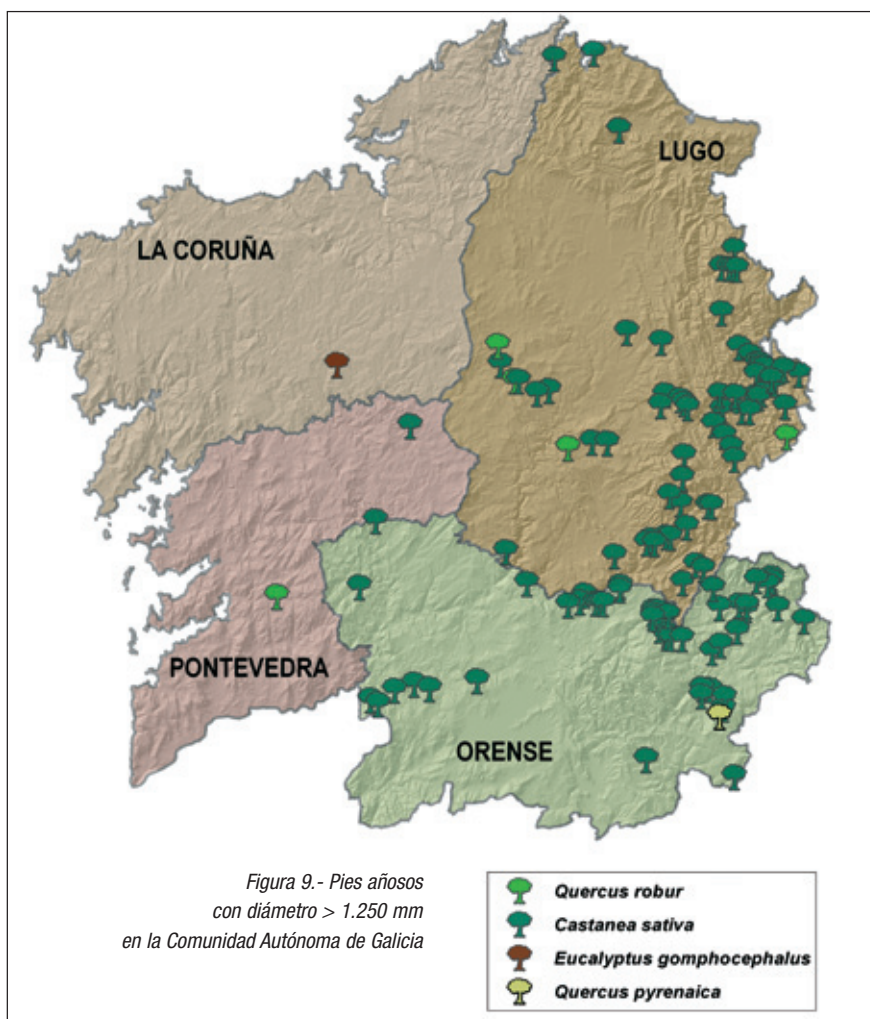 LUGO
LA CORUÑA
PONTEVEDRA
ORENSE
Figura 9.- Pies añosos
con diámetro > 1.250 mm
en la Comunidad Autónoma de Galicia
Quercus robur
Castanea sativa
Eucalyptus gomphocephalus
Quercus pyrenaica